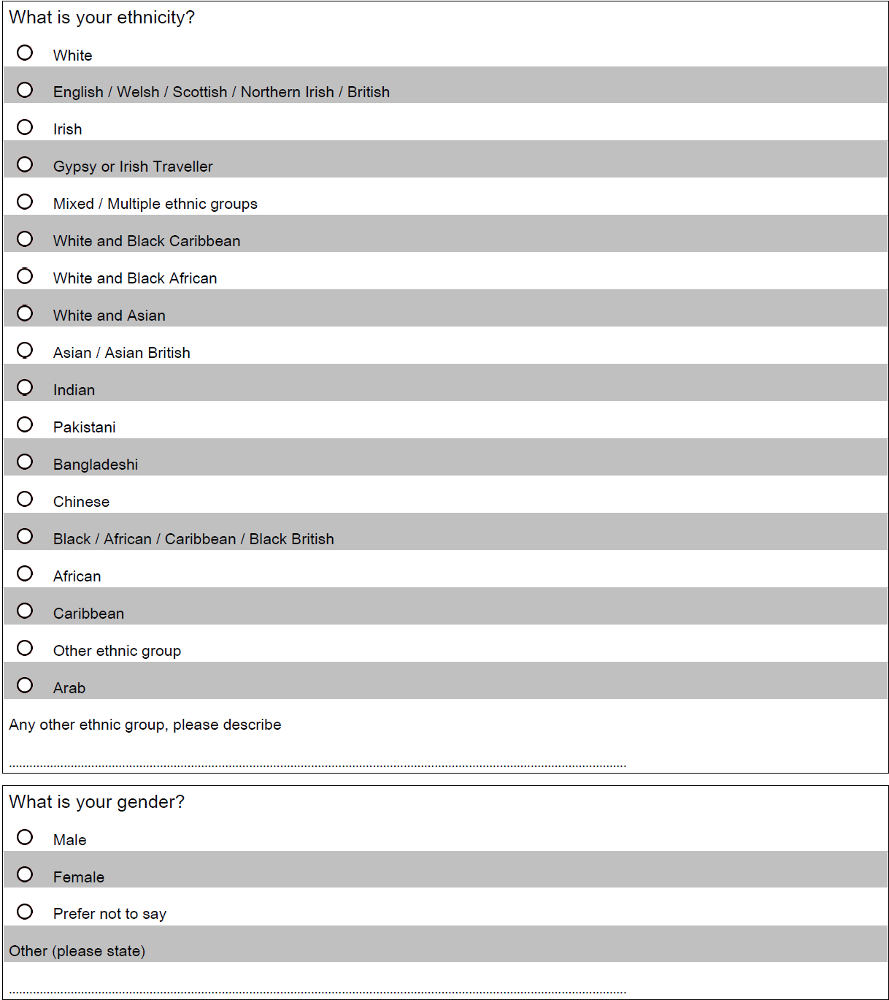 What is your ethnicity?
White
English / Welsh / Scottish / Northern Irish / British
Irish
Gypsy or Irish Traveller
Mixed / Multiple ethnic groups
White and Black Caribbean
White and Black African
White and Asian
Asian / Asian British
Indian
Pakistani
Bangladeshi
Chinese
Black / African / Caribbean / Black British
African
Caribbean
Other ethnic group
Arab
Any other ethnic group, please describe
What is your gender?
Male
Female
Prefer not to say
Other (please state)